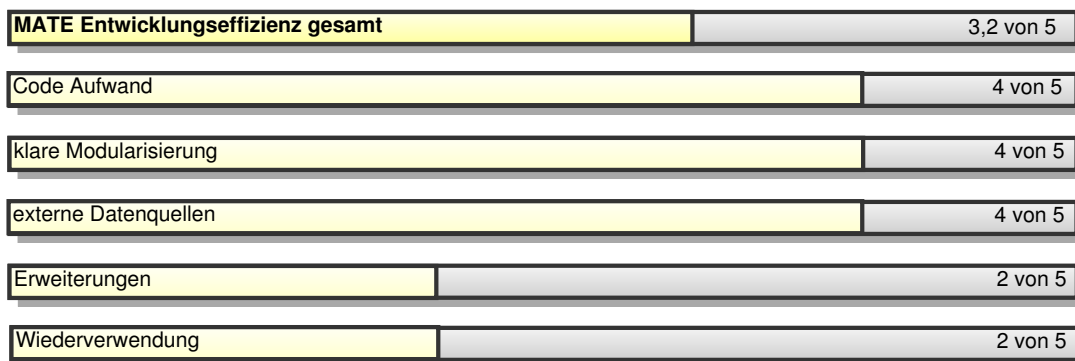 MATE Entwicklungseffizienz gesamt 3,2 von 5
Code Aufwand 4 von 5
klare Modularisierung 4 von 5
externe Datenquellen 4 von 5
Erweiterungen 2 von 5
Wiederverwendung 2 von 5